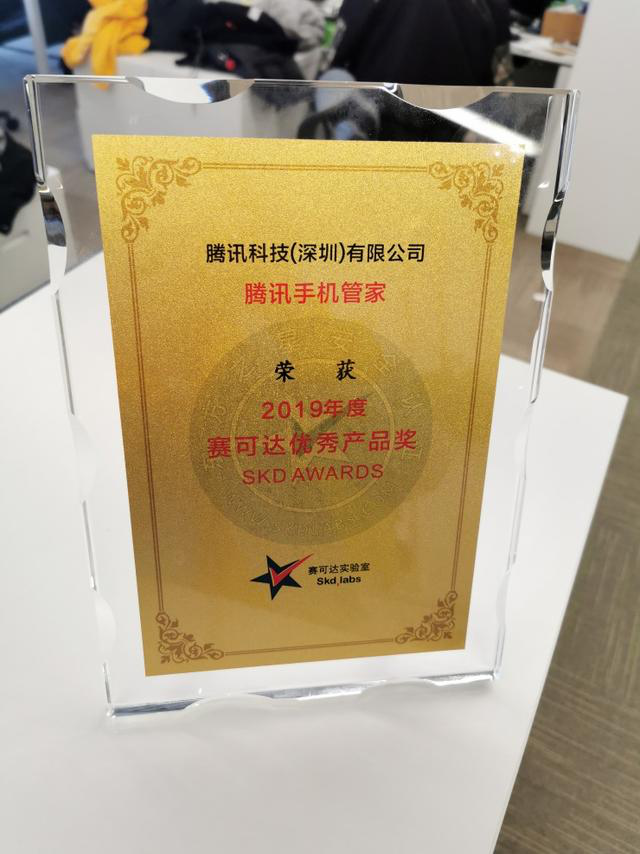 腾讯科技(深圳)有限公司
腾讯手机管家
荣 获
2019年度
赛可达优秀产品奖
SKD AWARDS
赛可达实验室
Skd labs